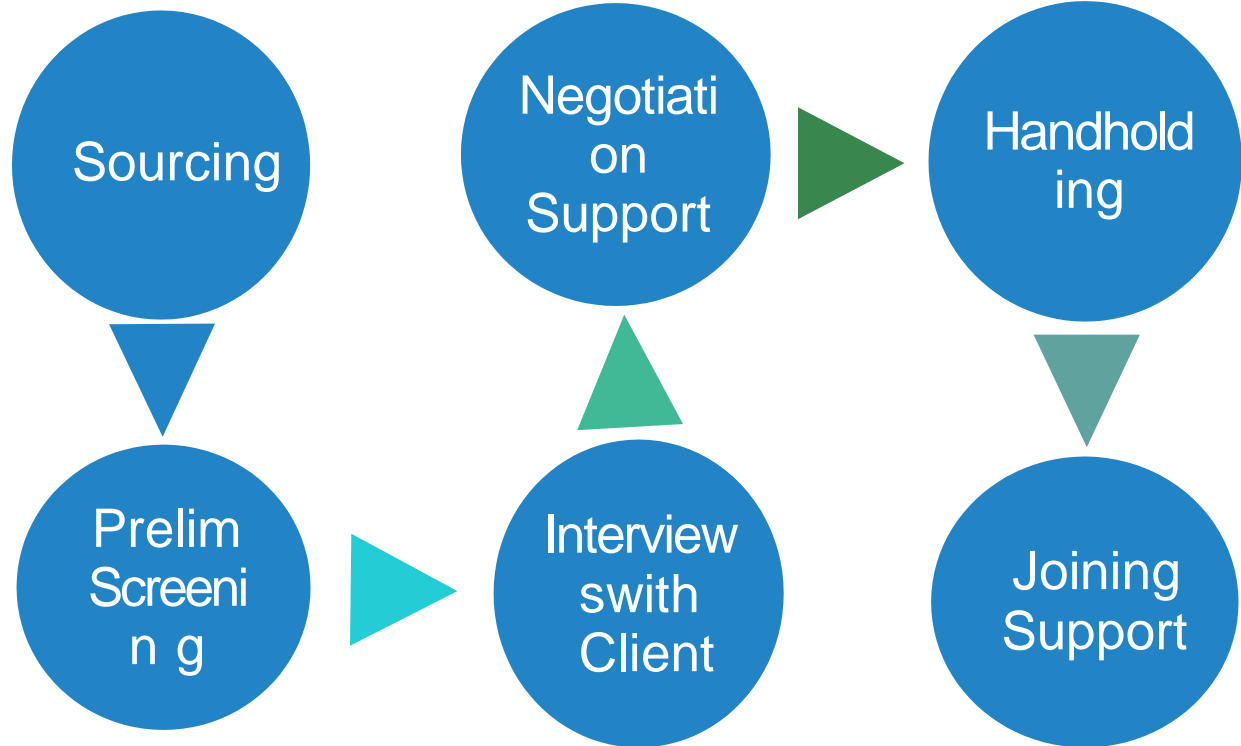 Sourcing
Prelim
Screeni
n g
Interview
swith
Client
Negotiati
on
Support
Handhold
ing
Joining
Support